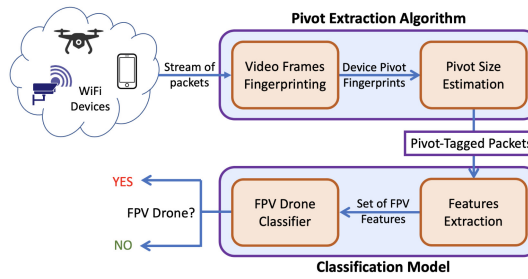 Pivot Extraction Algorithm
WiFi
Devices
Stream of
packets
Video Frames
Fingerprinting
Device Pivot
Fingerprints
Pivot Size
Estimation
Pivot-Tagged Packets
YES
FPV Drone?
NO
FPV Drone
Classifier
Set of FPV
Features
Features
Extraction
Classification Model